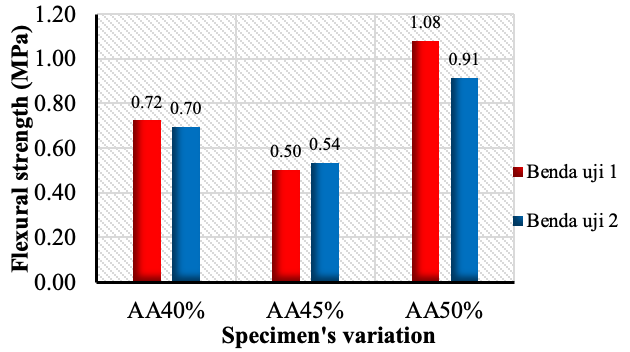 Flexural strength (MPa)
1.20
1.00
0.80
0.60
0.40
0.20
0.00
0.72
0.70
0.50
0.54
1.08
0.91
AA40%
AA45%
AA50%
Specimen's variation
Benda uji 1
Benda uji 2